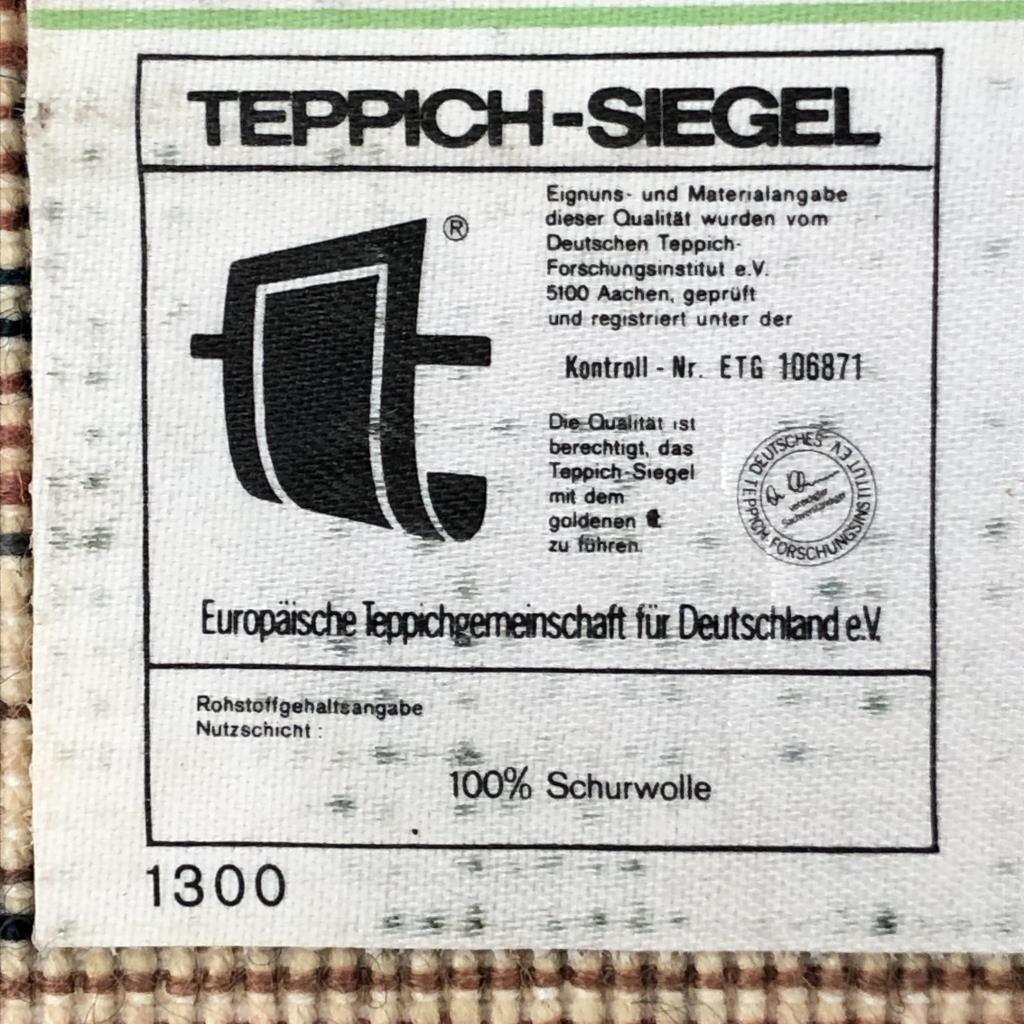 TEPPICH-SIEGEL
®
Eignuns- und Materialangabe
dieser Qualität wurden vom
Deutschen Teppich-
Forschungsinstitut e.V.
5100 Aachen, geprüft
und registriert unter der
Kontroll - Nr. ETG 106871
Die Qualität ist
berechtigt, das
Teppich-Siegel
mit dem
goldenen t
zu führen.
DEUTSCHES TEPPICH FORSCHUNGSINSTITUT E.V.
vereidigter
Sachverständiger
Europäische Teppichgemeinschaft für Deutschland e.V.
Rohstoffgehaltsangabe
Nutzschicht :
100% Schurwolle
1300